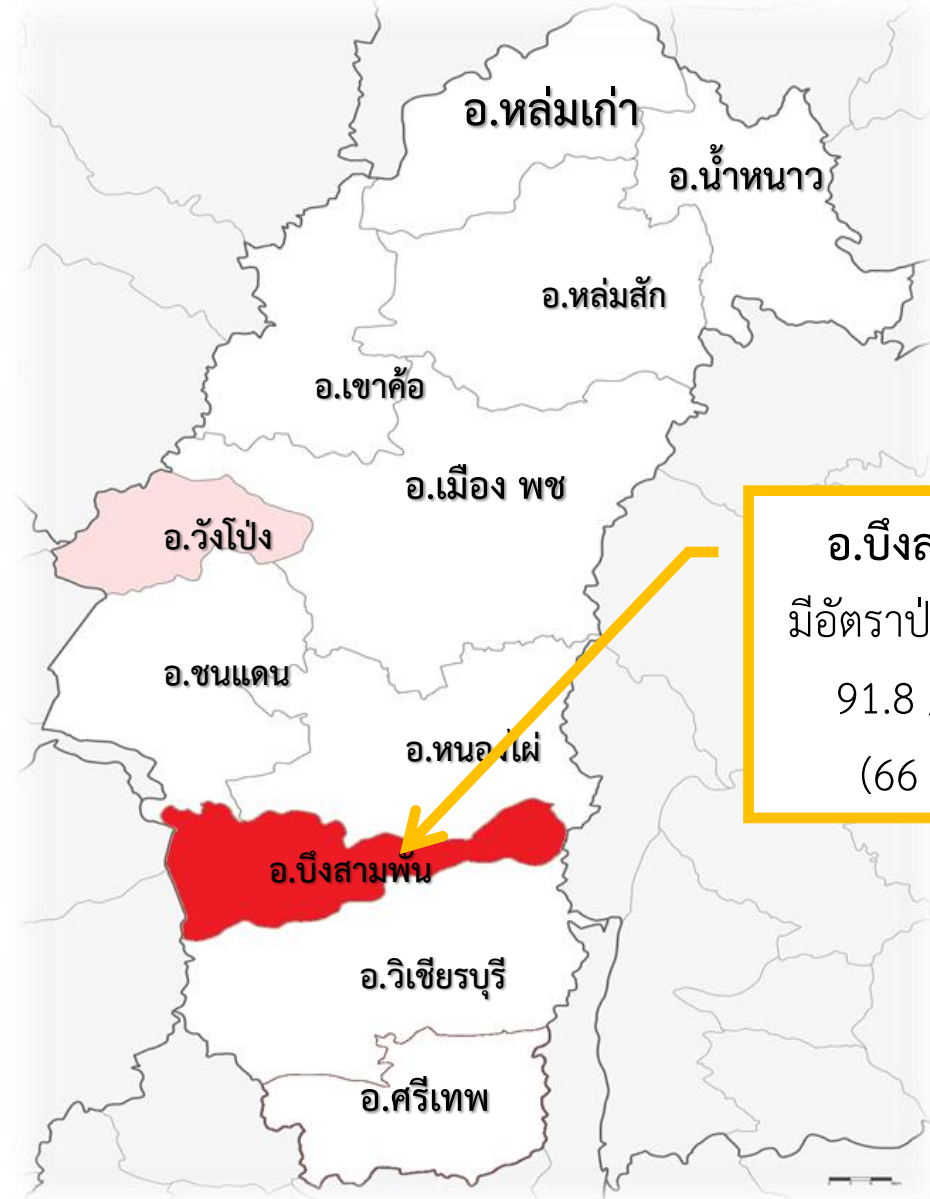 อ.หล่มเก่า
อ.น้ำหนาว
อ.หล่มสัก
อ.เขาค้อ
อ.เมือง พช
อ.วังโป่ง
อ.ชนแดน
อ.หนองไผ่
อ.บึงสามพัน
อ.วิเชียรบุรี
อ.ศรีเทพ
อ.บึงส
มีอัตราป่
91.8
(66